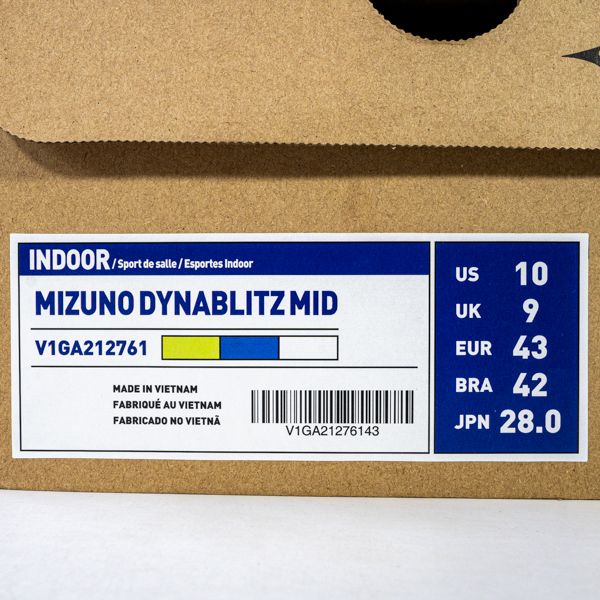 INDOOR / Sport de salle / Esportes Indoor
MIZUNO DYNABLITZ MID
V1GA212761
MADE IN VIETNAM
FABRIQUÉ AU VIETNAM
FABRICADO NO VIETNÃ
V1GA21276143
US 10
UK 9
EUR 43
BRA 42
JPN 28.0